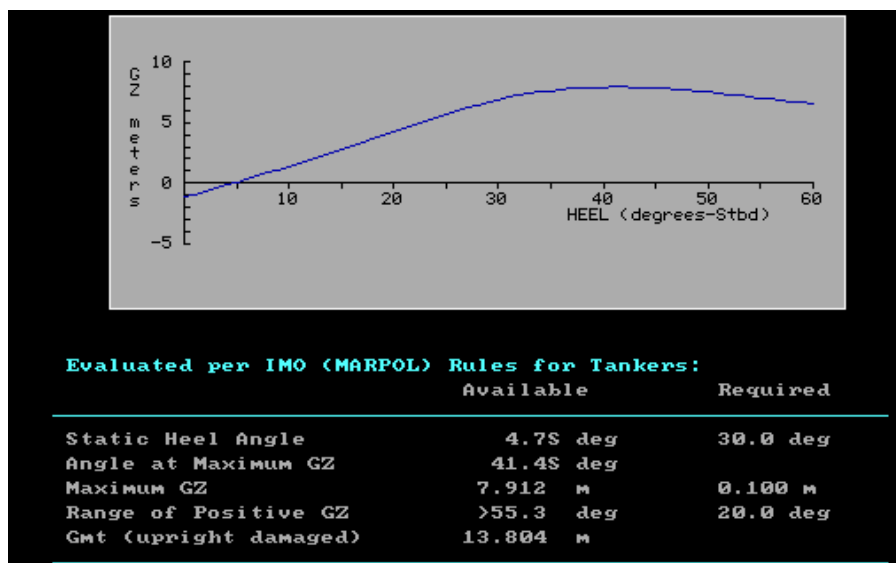 GZ meters
10
5
0
-5
10 20 30 40 50 60
HEEL (degrees-Stbd)
Evaluated per IMO (MARPOL) Rules for Tankers:
Available Required
Static Heel Angle 4.7S deg 30.0 deg
Angle at Maximum GZ 41.4S deg
Maximum GZ 7.912 m 0.100 m
Range of Positive GZ >55.3 deg 20.0 deg
Gmt (upright damaged) 13.804 m